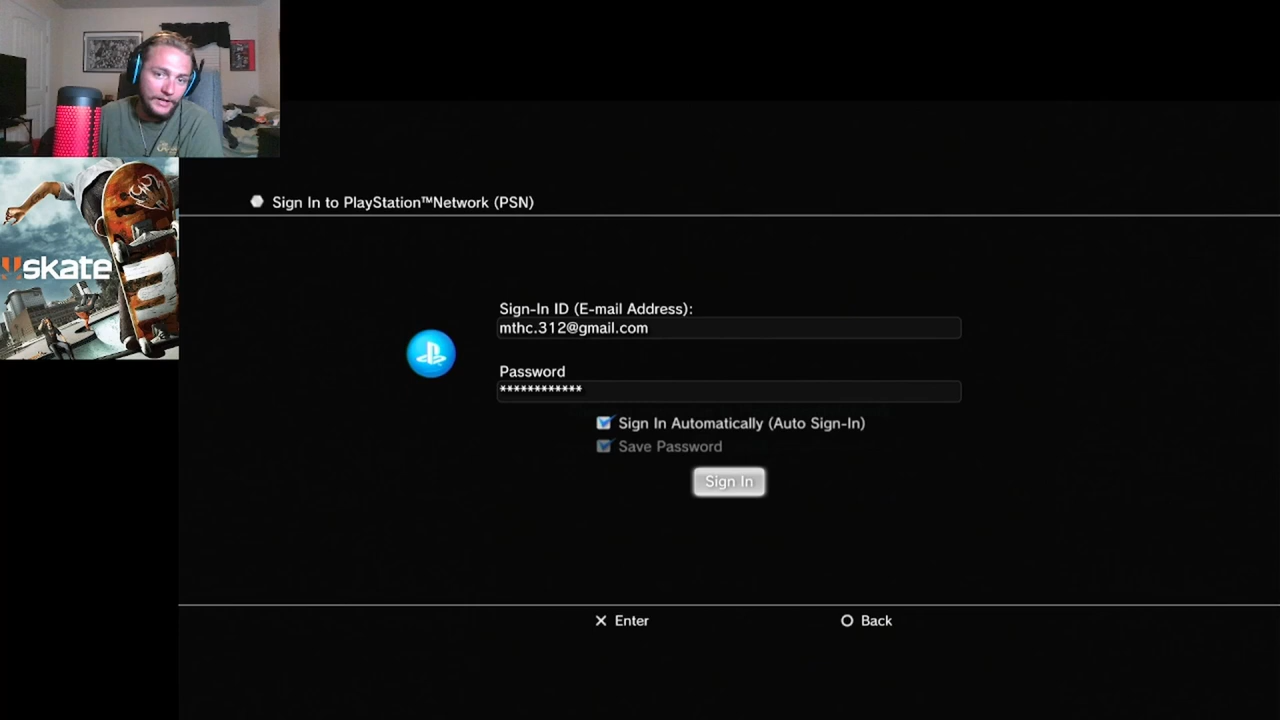 skate
Sign In to PlayStation™Network (PSN)
Sign-In ID (E-mail Address):
mthc.312@gmail.com
Password
************
Sign In Automatically (Auto Sign-In)
Save Password
Sign In
Enter
Back